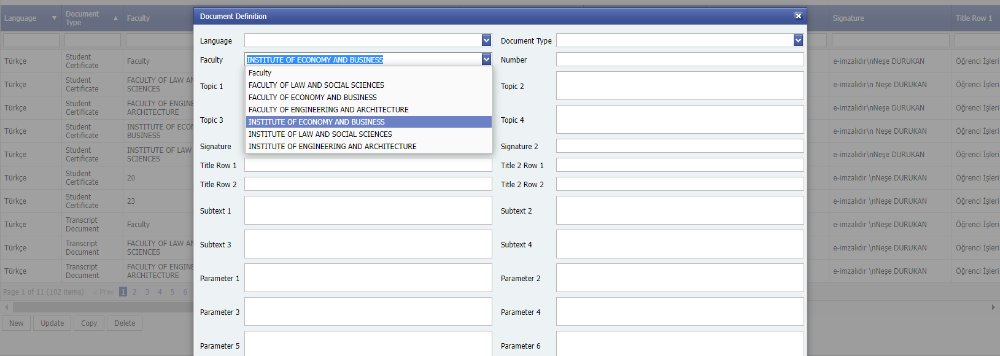 Language
Document
Type
Faculty
Signature
Title Row 1
Türkçe
Student
Certificate
Faculty
e-imzalıdır\nNeşe DURUKAN
Öğrenci İşleri
Türkçe
Student
Certificate
FACULTY OF LAW AN
SCIENCES
e-imzalıdır\nNeşe DURUKAN
Öğrenci İşleri
Türkçe
Student
Certificate
FACULTY OF ENGINE
ARCHITECTURE
e-imzalıdır\nNeşe DURUKAN
Öğrenci İşleri
Türkçe
Student
Certificate
INSTITUTE OF ECON
BUSINESS
e-imzalıdır\n Neşe DURUKAN
Öğrenci İşleri
Türkçe
Student
Certificate
INSTITUTE OF LAW
SCIENCES
e-imzalıdır\n Neşe DURUKAN
Öğrenci İşleri
Türkçe
Student
Certificate
20
e-imzalıdır \nNeşe DURUKAN
Öğrenci İşleri
Türkçe
Student
Certificate
23
e-imzalıdır \nNeşe DURUKAN
Öğrenci İşleri
Türkçe
Transcript
Document
Faculty
e-imzalıdır \nNeşe DURUKAN
Öğrenci İşleri
Türkçe
Transcript
Document
FACULTY OF LAW AN
SCIENCES
e-imzalıdır \nNeşe DURUKAN
Öğrenci İşleri
Türkçe
Transcript
Document
FACULTY OF ENGINE
ARCHITECTURE
e-imzalıdır \nNeşe DURUKAN
Öğrenci İşleri
Page 1 of 11 (102 items) < Prev 1 2 3 4 5 6
New Update Copy Delete
Document Definition
Language
Document Type
Faculty INSTITUTE OF ECONOMY AND BUSINESS
Number
Faculty
FACULTY OF LAW AND SOCIAL SCIENCES
FACULTY OF ECONOMY AND BUSINESS
FACULTY OF ENGINEERING AND ARCHITECTURE
INSTITUTE OF ECONOMY AND BUSINESS
INSTITUTE OF LAW AND SOCIAL SCIENCES
INSTITUTE OF ENGINEERING AND ARCHITECTURE
Topic 1
Topic 2
Topic 3
Topic 4
Signature
Signature 2
Title Row 1
Title 2 Row 1
Title Row 2
Title 2 Row 2
Subtext 1
Subtext 2
Subtext 3
Subtext 4
Parameter 1
Parameter 2
Parameter 3
Parameter 4
Parameter 5
Parameter 6